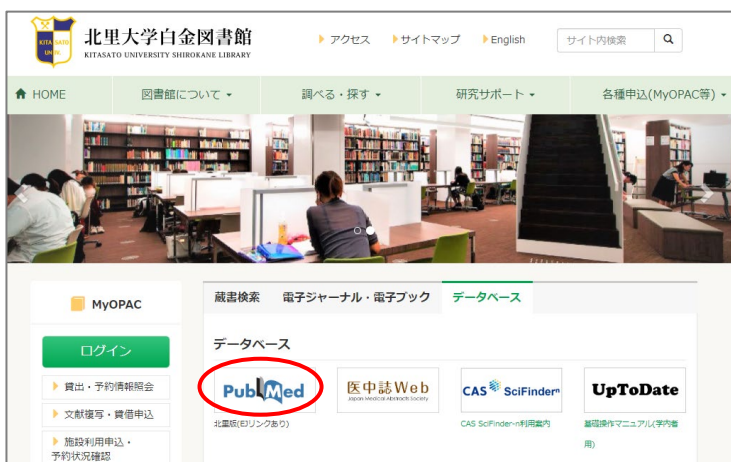 KITA SATO
UNIV
北里大学白金図書館
KITASATO UNIVERSITY SHIROKANE LIBRARY
アクセス
サイトマップ
English
サイト内検索
HOME
図書館について
調べる・探す
研究サポート
各種申込(MyOPAC等)
MyOPAC
ログイン
貸出・予約情報照会
文献複写・貸借申込
施設利用申込・
予約状況確認
蔵書検索 電子ジャーナル・電子ブック データベース
データベース
PubMed
北里版(EJリンクあり)
医中誌Web
Japan Medical Abstracts Society
CAS SciFinderⁿ
CAS SciFinder-n利用案内
UpToDate
基礎操作マニュアル(学内者
用)